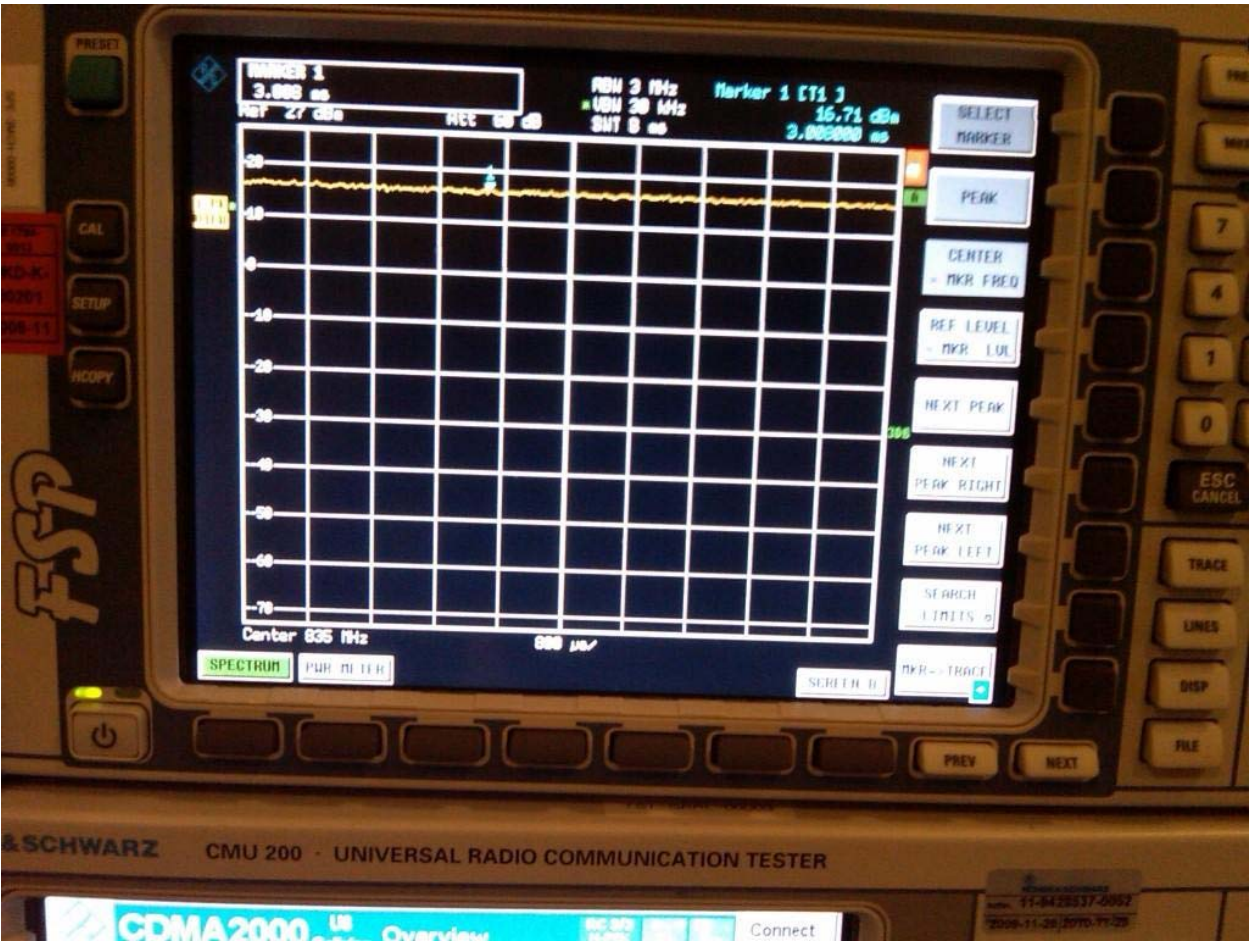 PRESET
CAL
SETUP
HCOPY
FSP
MARKER 1
3.008 ms
Ref 27 dBm
Att 60 dB
RBW 3 MHz
VBW 30 kHz
SWT 8 ms
Marker 1 [T1 ]
16.71 dBm
3.008000 ms
20
10
0
-10
-20
-30
-40
-50
-60
-70
A
3DB
Center 835 MHz
800 µs/
SPECTRUM
PWR METER
SCREEN B
SELECT
MARKER
PEAK
CENTER
= MKR FREQ
REF LEVEL
= MKR LVL
NEXT PEAK
NEXT
PEAK RIGHT
NEXT
PEAK LEFT
SEARCH
LIMITS
MKR->TRACE
7
4
1
0
ESC
CANCEL
TRACE
LINES
DISP
FILE
PREV
NEXT
&SCHWARZ
CMU 200 · UNIVERSAL RADIO COMMUNICATION TESTER
CDMA2000
US
Overview
Connect